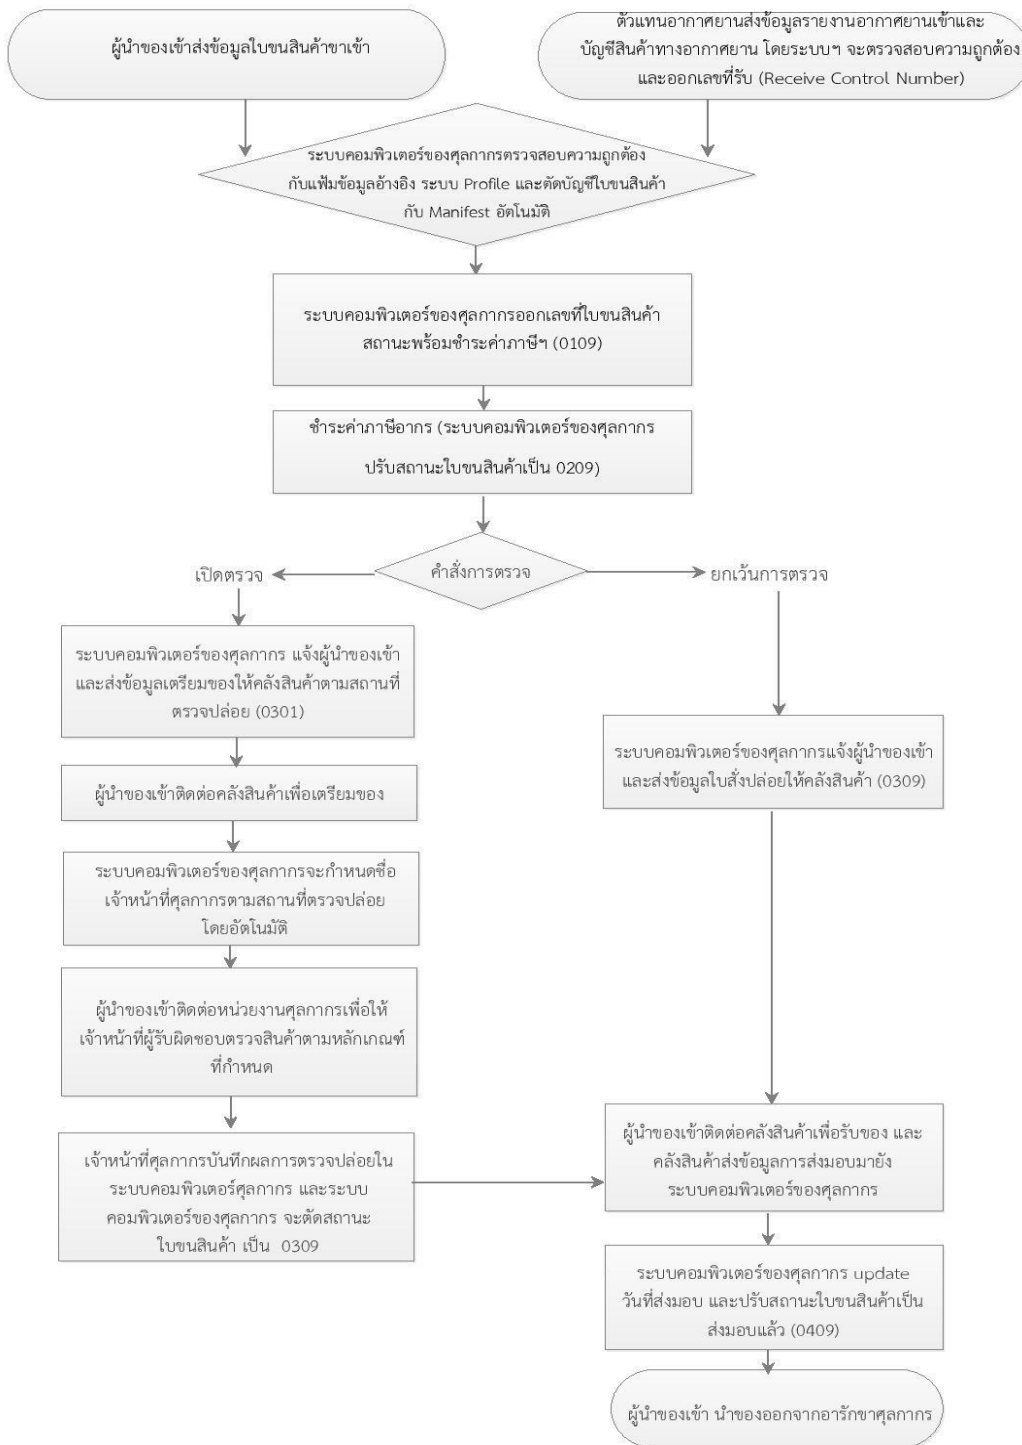 ผู้นำของเข้าส่งข้อมูลใบขนสินค้าขาเข้า
ตัวแทนอากาศยานส่งข้อมูลรายงานอากาศยานเข้าและ
บัญชีสินค้าทางอากาศยาน โดยระบบฯ จะตรวจสอบความถูกต้อง
และออกเลขที่รับ (Receive Control Number)
ระบบคอมพิวเตอร์ของศุลกากรตรวจสอบความถูกต้อง
กับแฟ้มข้อมูลอ้างอิง ระบบ Profile และตัดบัญชีใบขนสินค้า
กับ Manifest อัตโนมัติ
ระบบคอมพิวเตอร์ของศุลกากรออกเลขที่ใบขนสินค้า
สถานะพร้อมชำระค่าภาษีฯ (0109)
ชำระค่าภาษีอากร (ระบบคอมพิวเตอร์ของศุลกากร
ปรับสถานะใบขนสินค้าเป็น 0209)
คำสั่งการตรวจ
เปิดตรวจ
ยกเว้นการตรวจ
ระบบคอมพิวเตอร์ของศุลกากร แจ้งผู้นำของเข้า
และส่งข้อมูลเตรียมของให้คลังสินค้าตามสถานที่
ตรวจปล่อย (0301)
ผู้นำของเข้าติดต่อคลังสินค้าเพื่อเตรียมของ
ระบบคอมพิวเตอร์ของศุลกากรจะกำหนดชื่อ
เจ้าหน้าที่ศุลกากรตามสถานที่ตรวจปล่อย
โดยอัตโนมัติ
ผู้นำของเข้าติดต่อหน่วยงานศุลกากรเพื่อให้
เจ้าหน้าที่ผู้รับผิดชอบตรวจสินค้าตามหลักเกณฑ์
ที่กำหนด
เจ้าหน้าที่ศุลกากรบันทึกผลการตรวจปล่อยใน
ระบบคอมพิวเตอร์ศุลกากร และระบบ
คอมพิวเตอร์ของศุลกากร จะตัดสถานะ
ใบขนสินค้า เป็น 0309
ระบบคอมพิวเตอร์ของศุลกากรแจ้งผู้นำของเข้า
และส่งข้อมูลใบสั่งปล่อยให้คลังสินค้า (0309)
ผู้นำของเข้าติดต่อคลังสินค้าเพื่อรับของ และ
คลังสินค้าส่งข้อมูลการส่งมอบมายัง
ระบบคอมพิวเตอร์ของศุลกากร
ระบบคอมพิวเตอร์ของศุลกากร update
วันที่ส่งมอบ และปรับสถานะใบขนสินค้าเป็น
ส่งมอบแล้ว (0409)
ผู้นำของเข้า นำของออกจากอารักขาศุลกากร